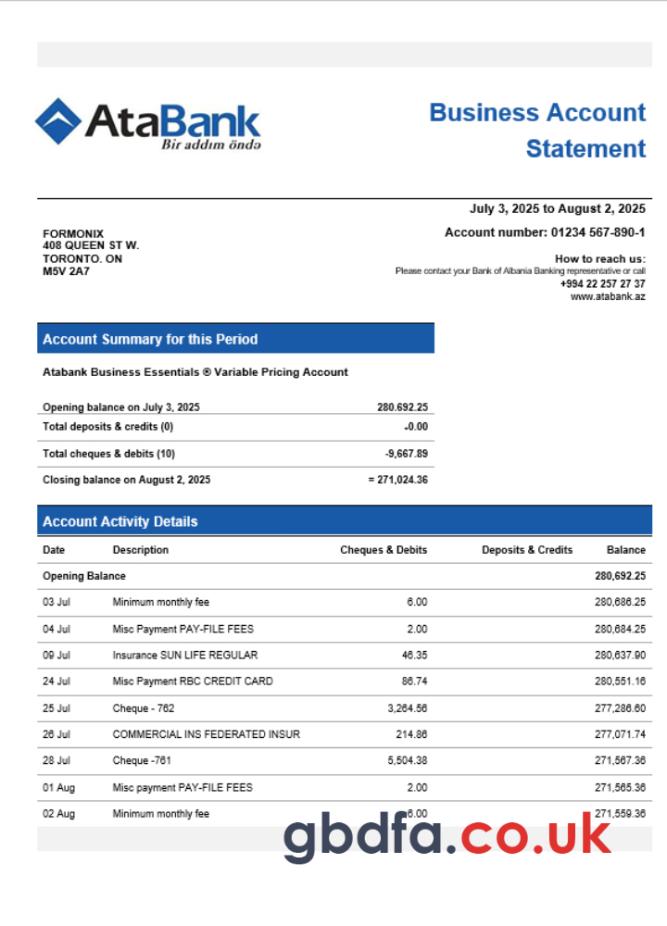 AtaBank
Bir addım öndə
Business Account
Statement
July 3, 2025 to August 2, 2025
FORMONIX
408 QUEEN ST W.
TORONTO. ON
M5V 2A7
Account number: 01234 567-890-1
How to reach us:
Please contact your Bank of Albania Banking representative or call
+994 22 257 27 37
www.atabank.az
Account Summary for this Period
Atabank Business Essentials ® Variable Pricing Account
Opening balance on July 3, 2025 280.692.25
Total deposits & credits (0) -0.00
Total cheques & debits (10) -9,667.89
Closing balance on August 2, 2025 = 271,024.36
Account Activity Details
Date Description Cheques & Debits Deposits & Credits Balance
Opening Balance 280,692.25
03 Jul Minimum monthly fee 6.00 280,686.25
04 Jul Misc Payment PAY-FILE FEES 2.00 280,684.25
09 Jul Insurance SUN LIFE REGULAR 46.35 280,637.90
24 Jul Misc Payment RBC CREDIT CARD 86.74 280,551.16
25 Jul Cheque - 762 3,264.56 277,286.60
26 Jul COMMERCIAL INS FEDERATED INSUR 214.86 277,071.74
28 Jul Cheque -761 5,504.38 271,567.36
01 Aug Misc payment PAY-FILE FEES 2.00 271,565.36
02 Aug Minimum monthly fee 6.00 271,559.36
gbdfa.co.uk